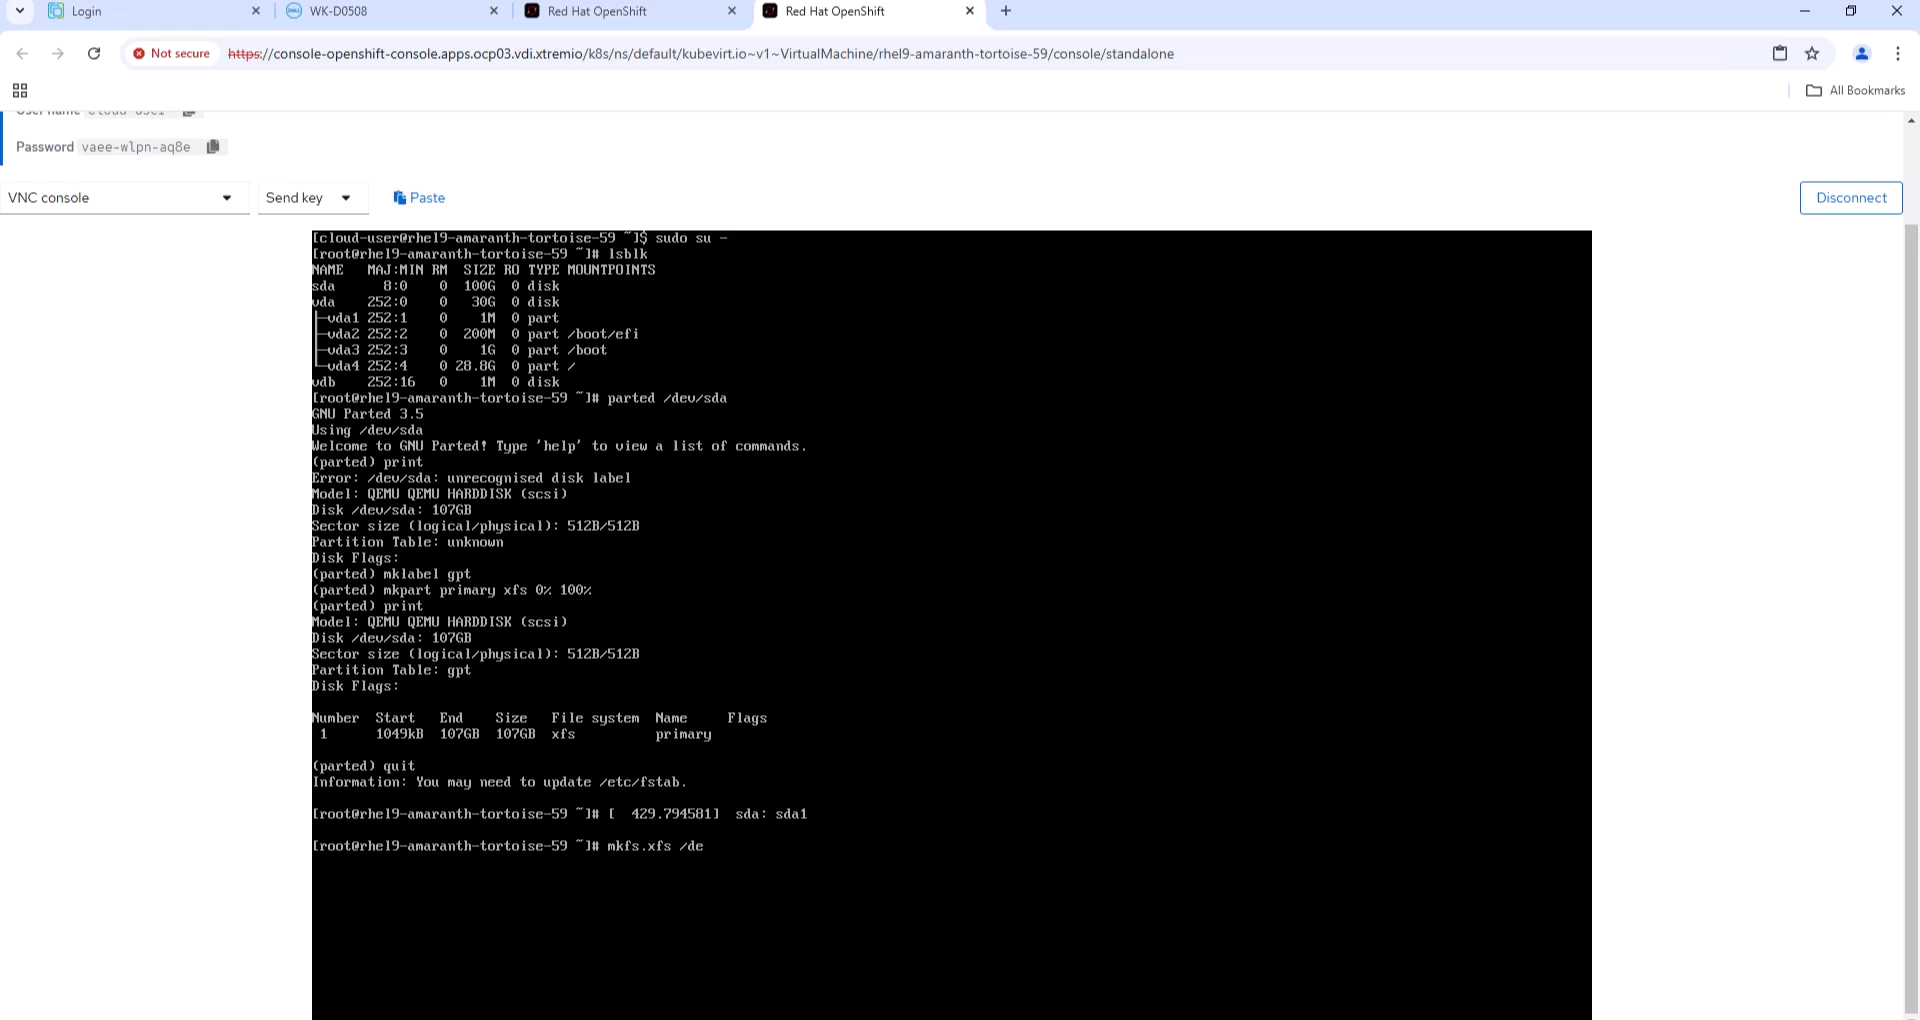 Login
WK-D0508
Red Hat OpenShift
Red Hat OpenShift
Not secure
https://console-openshift-console.apps.ocp03.vdi.xtremio/k8s/ns/default/kubevirt.io~v1~VirtualMachine/rhel9-amaranth-tortoise-59/console/standalone
All Bookmarks
User name cloud-user
Password vaee-wlpn-aq8e
VNC console
Send key
Paste
Disconnect
[cloud-user@rhel9-amaranth-tortoise-59 ~]$ sudo su -
[root@rhel9-amaranth-tortoise-59 ~]# lsblk
NAME   MAJ:MIN RM  SIZE RO TYPE MOUNTPOINTS
sda      8:0    0  100G  0 disk
vda    252:0    0   30G  0 disk
├─vda1 252:1    0    1M  0 part
├─vda2 252:2    0  200M  0 part /boot/efi
├─vda3 252:3    0    1G  0 part /boot
└─vda4 252:4    0 28.8G  0 part /
vdb    252:16   0    1M  0 disk
[root@rhel9-amaranth-tortoise-59 ~]# parted /dev/sda
GNU Parted 3.5
Using /dev/sda
Welcome to GNU Parted! Type 'help' to view a list of commands.
(parted) print
Error: /dev/sda: unrecognised disk label
Model: QEMU QEMU HARDDISK (scsi)
Disk /dev/sda: 107GB
Sector size (logical/physical): 512B/512B
Partition Table: unknown
Disk Flags:
(parted) mklabel gpt
(parted) mkpart primary xfs 0% 100%
(parted) print
Model: QEMU QEMU HARDDISK (scsi)
Disk /dev/sda: 107GB
Sector size (logical/physical): 512B/512B
Partition Table: gpt
Disk Flags:
Number  Start   End    Size   File system  Name     Flags
 1      1049kB  107GB  107GB  xfs          primary
(parted) quit
Information: You may need to update /etc/fstab.
[root@rhel9-amaranth-tortoise-59 ~]# [  429.794581]  sda: sda1
[root@rhel9-amaranth-tortoise-59 ~]# mkfs.xfs /de